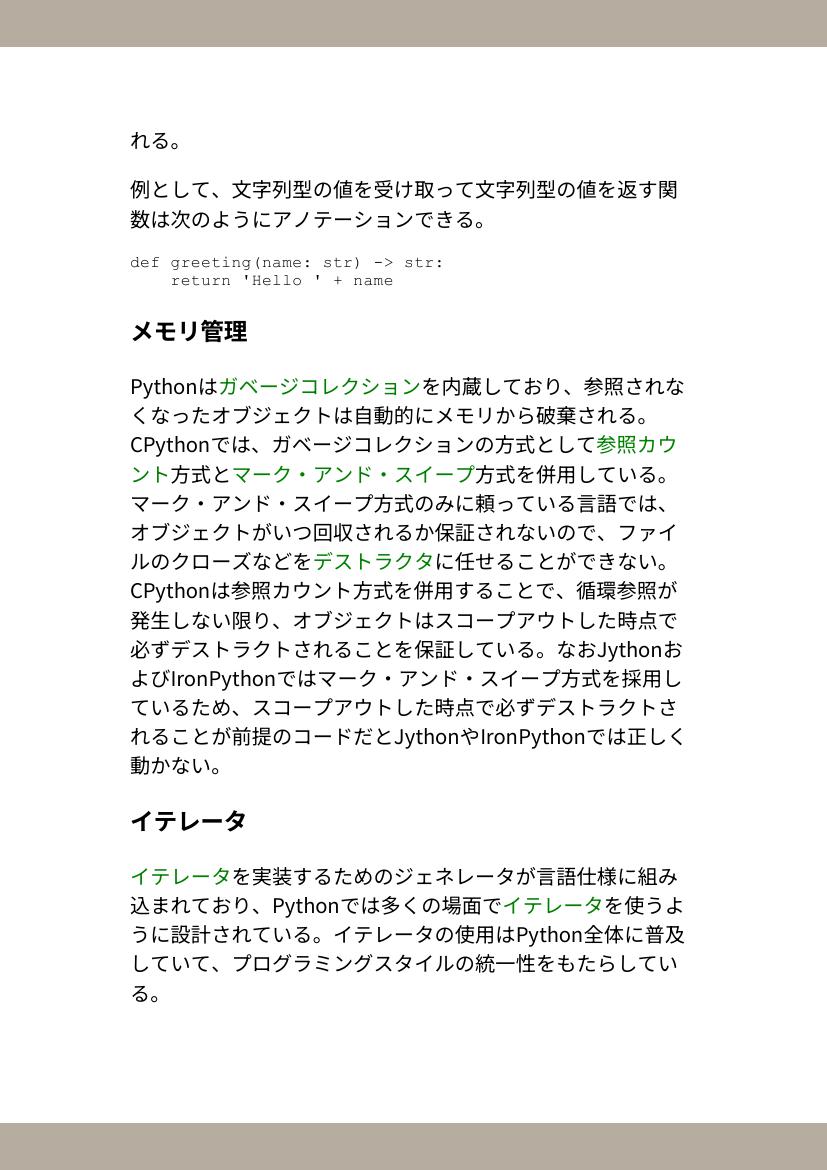 れる。
例として、文字列型の値を受け取って文字列型の値を返す関
数は次のようにアノテーションできる。
def greeting(name: str) -> str:
    return 'Hello ' + name
メモリ管理
Pythonはガベージコレクションを内蔵しており、参照されな
くなったオブジェクトは自動的にメモリから破棄される。
CPythonでは、ガベージコレクションの方式として参照カウ
ント方式とマーク・アンド・スイープ方式を併用している。
マーク・アンド・スイープ方式のみに頼っている言語では、
オブジェクトがいつ回収されるか保証されないので、ファイ
ルのクローズなどをデストラクタに任せることができない。
CPythonは参照カウント方式を併用することで、循環参照が
発生しない限り、オブジェクトはスコープアウトした時点で
必ずデストラクトされることを保証している。なおJythonお
よびIronPythonではマーク・アンド・スイープ方式を採用し
ているため、スコープアウトした時点で必ずデストラクトさ
れることが前提のコードだとJythonやIronPythonでは正しく
動かない。
イテレータ
イテレータを実装するためのジェネレータが言語仕様に組み
込まれており、Pythonでは多くの場面でイテレータを使うよ
うに設計されている。イテレータの使用はPython全体に普及
していて、プログラミングスタイルの統一性をもたらしてい
る。